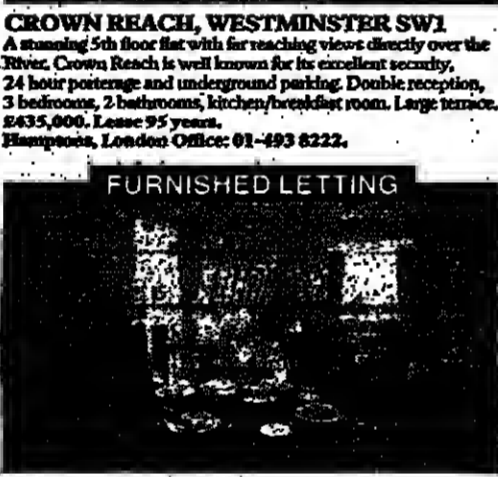 CROWN REACH, WESTMINSTER SW1
A stunning 5th floor flat with far reaching views directly over the
River, Crown Reach is well known for its excellent security,
24 hour porterage and underground parking. Double reception,
3 bedrooms, 2 bathrooms, kitchen/breakfast room. Large terrace.
£435,000. Lease 95 years.
Hamptons, London Office: 01-493 8222.
FURNISHED LETTING